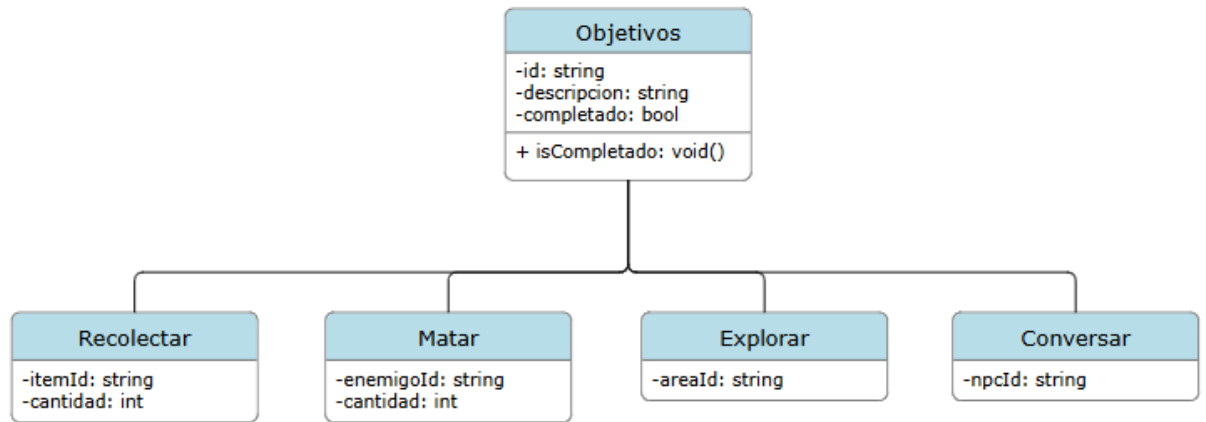 Objetivos
-id: string
-descripcion: string
-completado: bool
+ isCompletado: void()
Recolectar
-itemId: string
-cantidad: int
Matar
-enemigoId: string
-cantidad: int
Explorar
-areaId: string
Conversar
-npcId: string